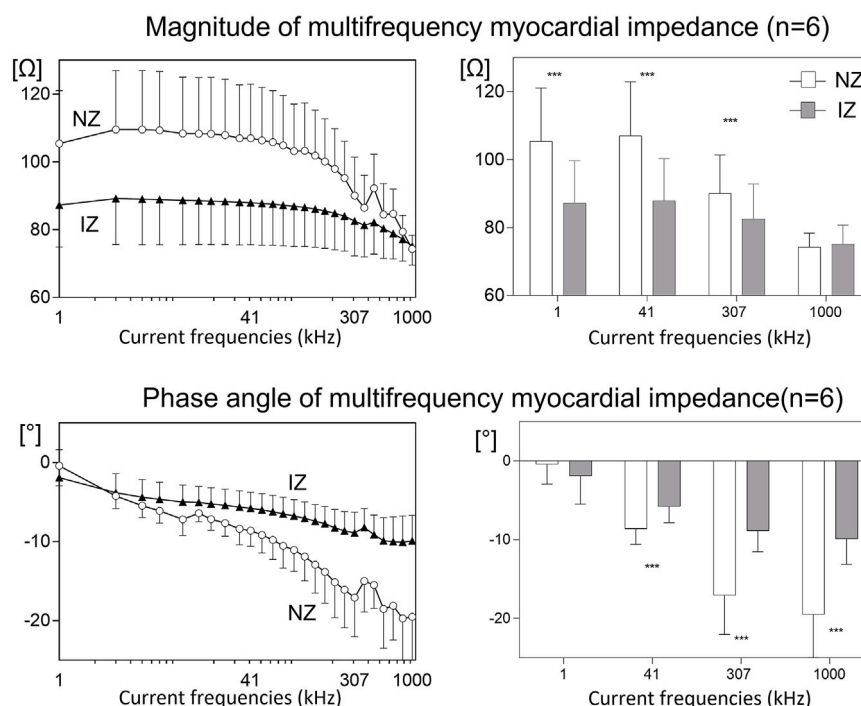 Magnitude of multifrequency myocardial impedance (n=6)
[Ω]
120
100
80
60
NZ
IZ
1
41
307
1000
Current frequencies (kHz)
[Ω]
120
100
80
60
***
***
***
NZ
IZ
1
41
307
1000
Current frequencies (kHz)
Phase angle of multifrequency myocardial impedance(n=6)
[°]
0
-10
-20
IZ
NZ
1
41
307
1000
Current frequencies (kHz)
[°]
0
-10
-20
***
***
***
1
41
307
1000
Current frequencies (kHz)